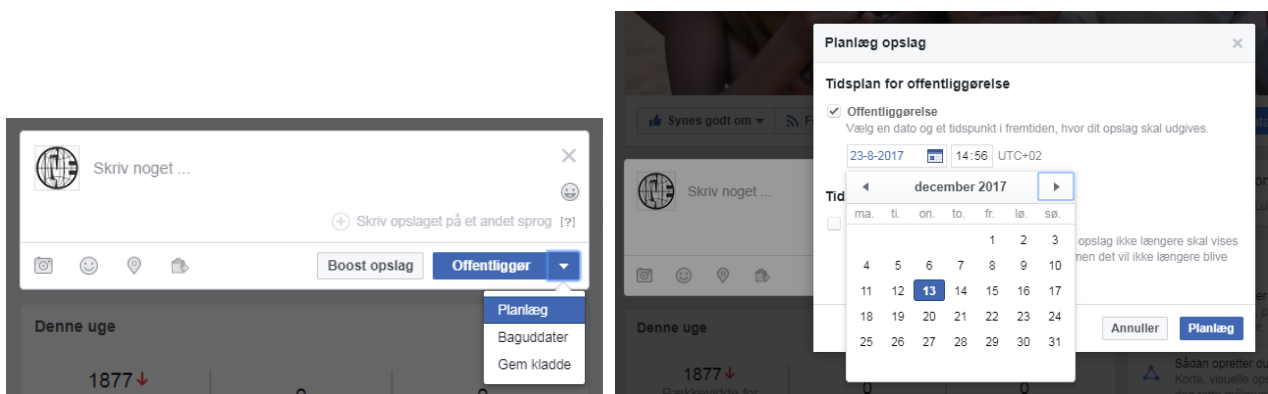 Skriv noget ...
Skriv opslaget på et andet sprog [?]
Boost opslag
Offentliggør
Planlæg
Baguddater
Gem kladde
Denne uge
1877
Planlæg opslag
Tidsplan for offentliggørelse
Offentliggørelse
Vælg en dato og et tidspunkt i fremtiden, hvor dit opslag skal udgives.
23-8-2017 14:56 UTC+02
december 2017
ma. ti. on. to. fr. lø. sø.
1 2 3
4 5 6 7 8 9 10
11 12 13 14 15 16 17
18 19 20 21 22 23 24
25 26 27 28 29 30 31
Tid
opslag ikke længere skal vises
men det vil ikke længere blive
Annuller
Planlæg
Synes godt om
Skriv noget ...
Denne uge
1877
Rækkevidde for
Sådan opretter du
Korte, visuelle ops